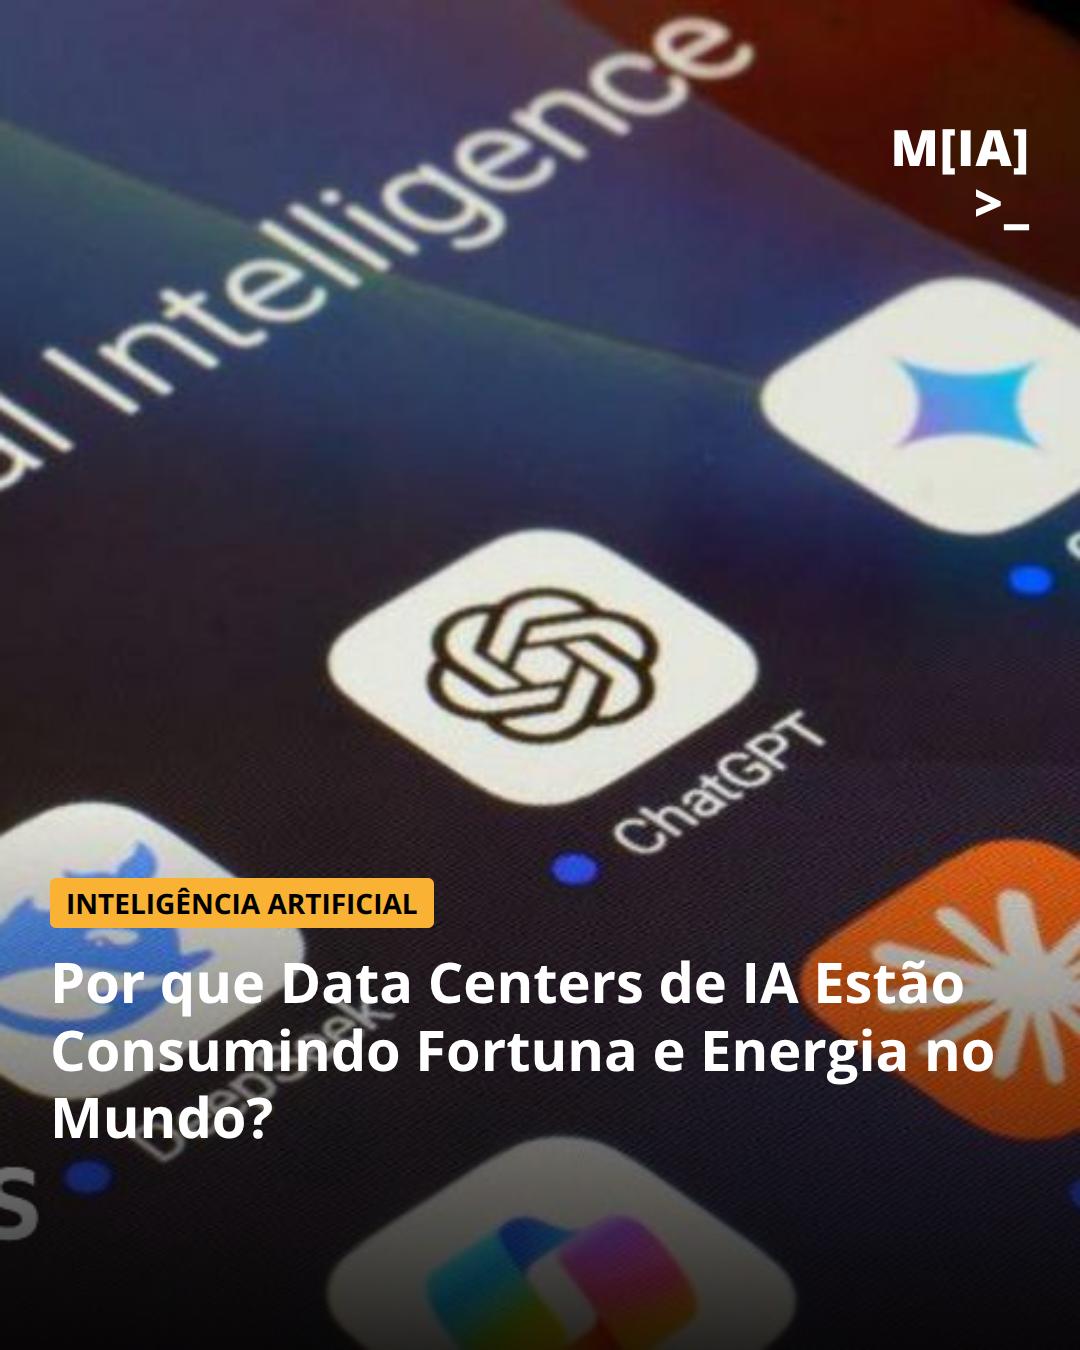 al Intelligence
M[IA]
>_
ChatGPT
INTELIGÊNCIA ARTIFICIAL
Por que Data Centers de IA Estão
Consumindo Fortuna e Energia no
Mundo?
DeepSeek
s